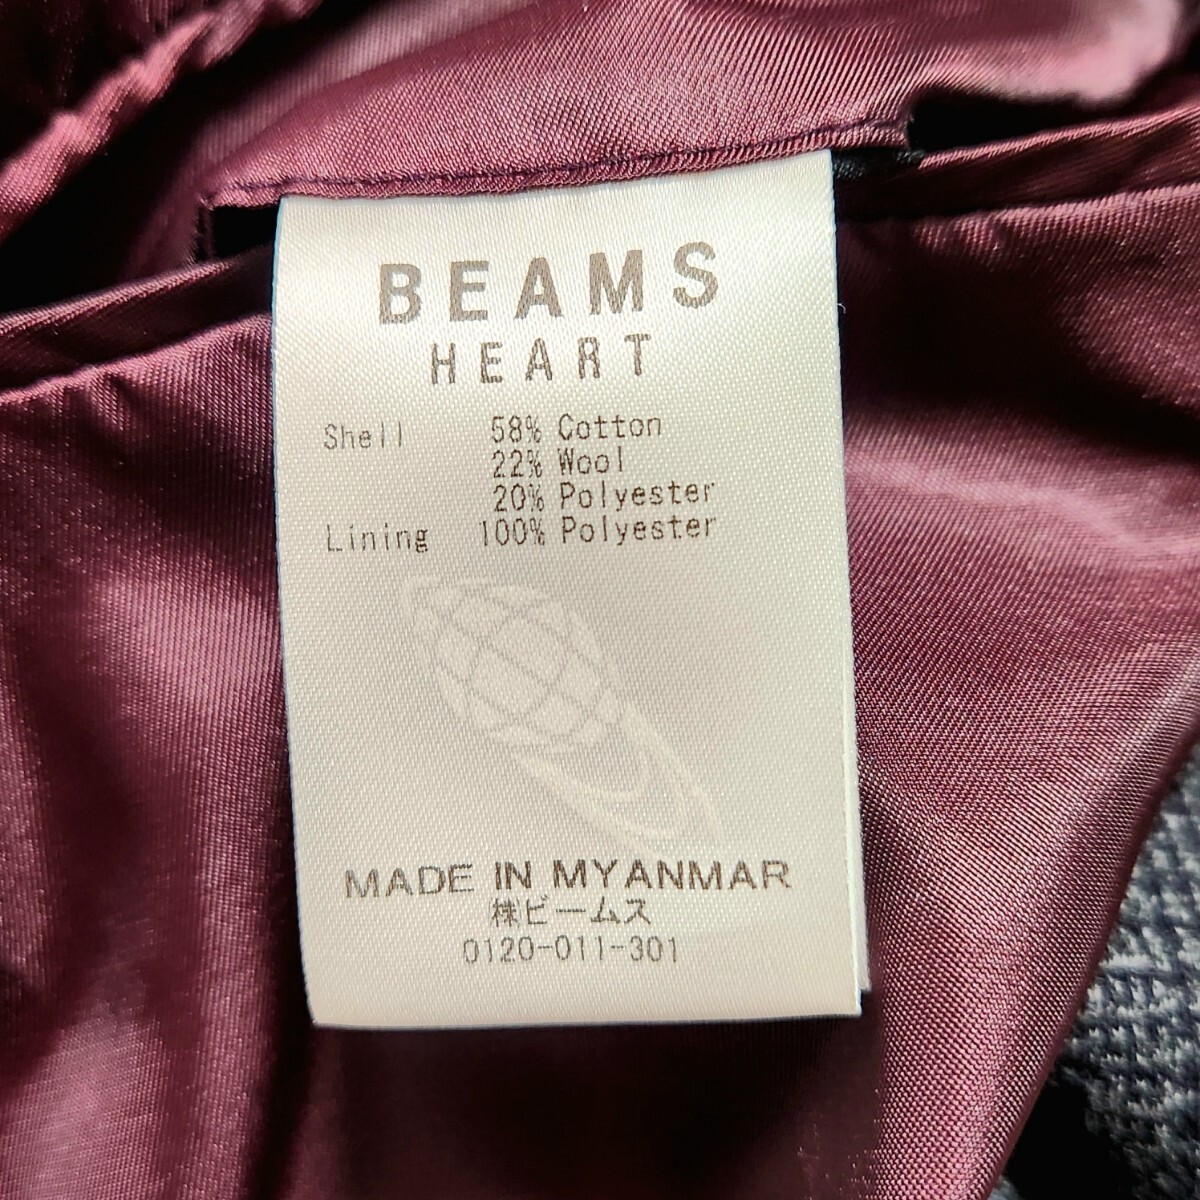 BEAMS
HEART
Shell 58% Cotton
22% Wool
20% Polyester
Lining 100% Polyester
MADE IN MYANMAR
㈱ビームス
0120-011-301